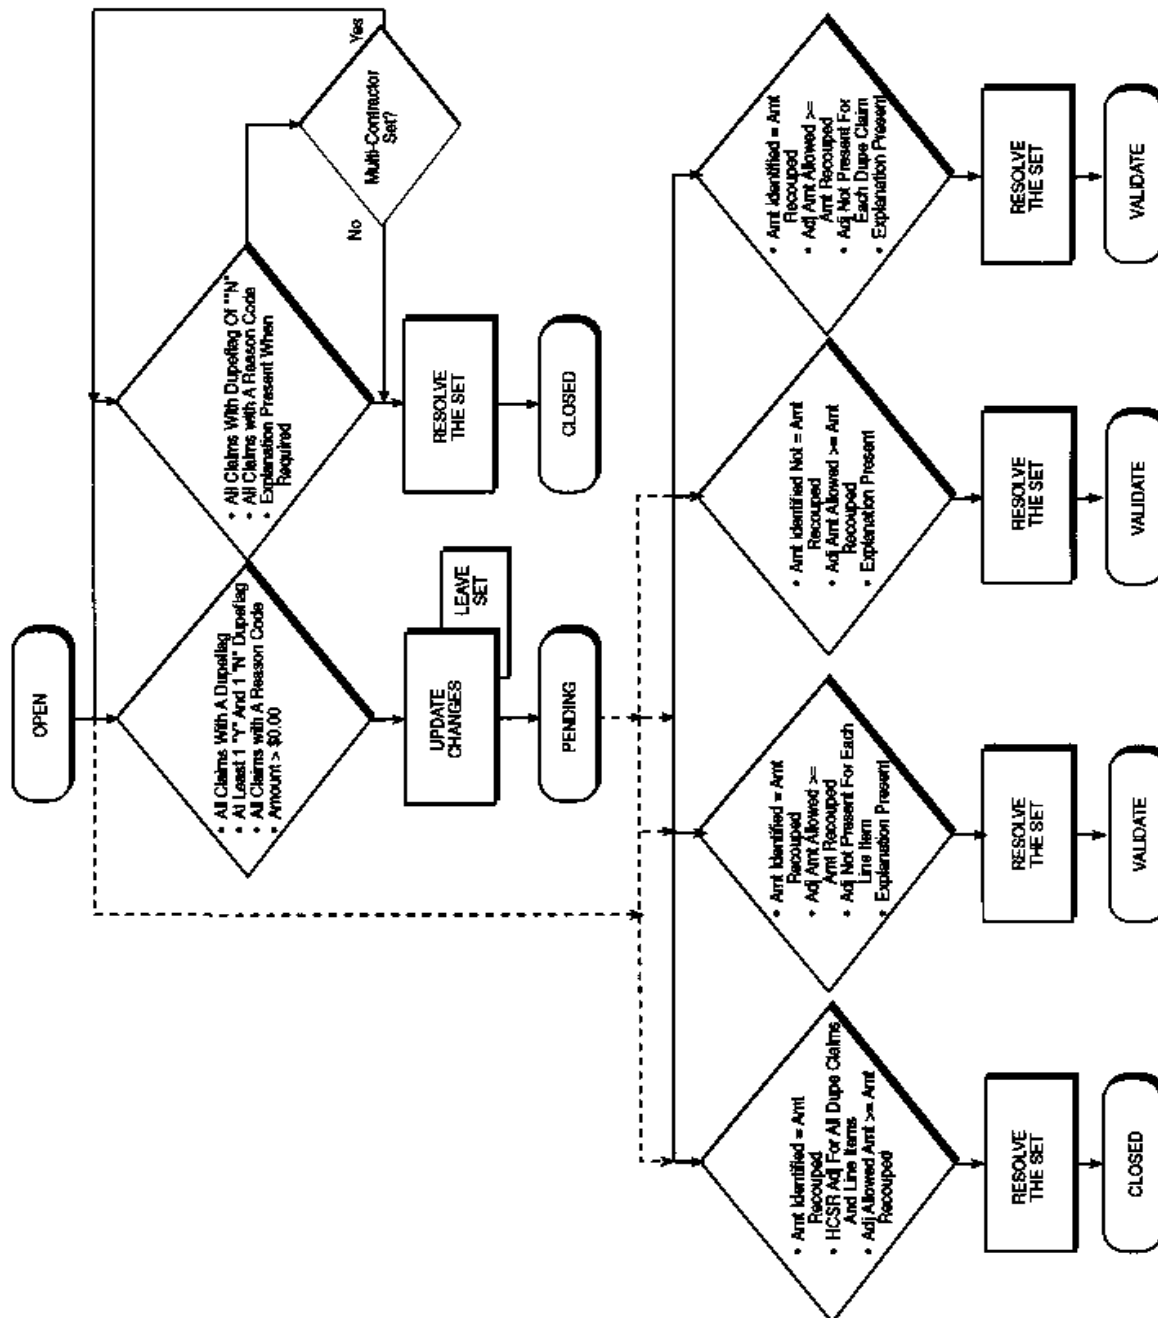 OPEN
• All Claims With A Dupeflag
• At Least 1 "Y" And 1 "N" Dupeflag
• All Claims with A Reason Code
• Amount > $0.00
• All Claims With Dupeflag Of ""N"
• All Claims with A Reason Code
• Explanation Present When
Required
Multi-Contractor
Set?
Yes
No
UPDATE
CHANGES
LEAVE
SET
PENDING
RESOLVE
THE SET
CLOSED
• Amt Identified = Amt
Recouped
• HCSR Adj For All Dupe Claims
And Line Items
• Adj Allowed Amt >= Amt
Recouped
RESOLVE
THE SET
CLOSED
• Amt Identified = Amt
Recouped
• Adj Amt Allowed >=
Amt Recouped
• Adj Not Present For Each
Line Item
• Explanation Present
RESOLVE
THE SET
VALIDATE
• Amt Identified Not = Amt
Recouped
• Adj Amt Allowed >= Amt
Recouped
• Explanation Present
RESOLVE
THE SET
VALIDATE
• Amt Identified = Amt
Recouped
• Adj Amt Allowed >=
Amt Recouped
• Adj Not Present For
Each Dupe Claim
• Explanation Present
RESOLVE
THE SET
VALIDATE